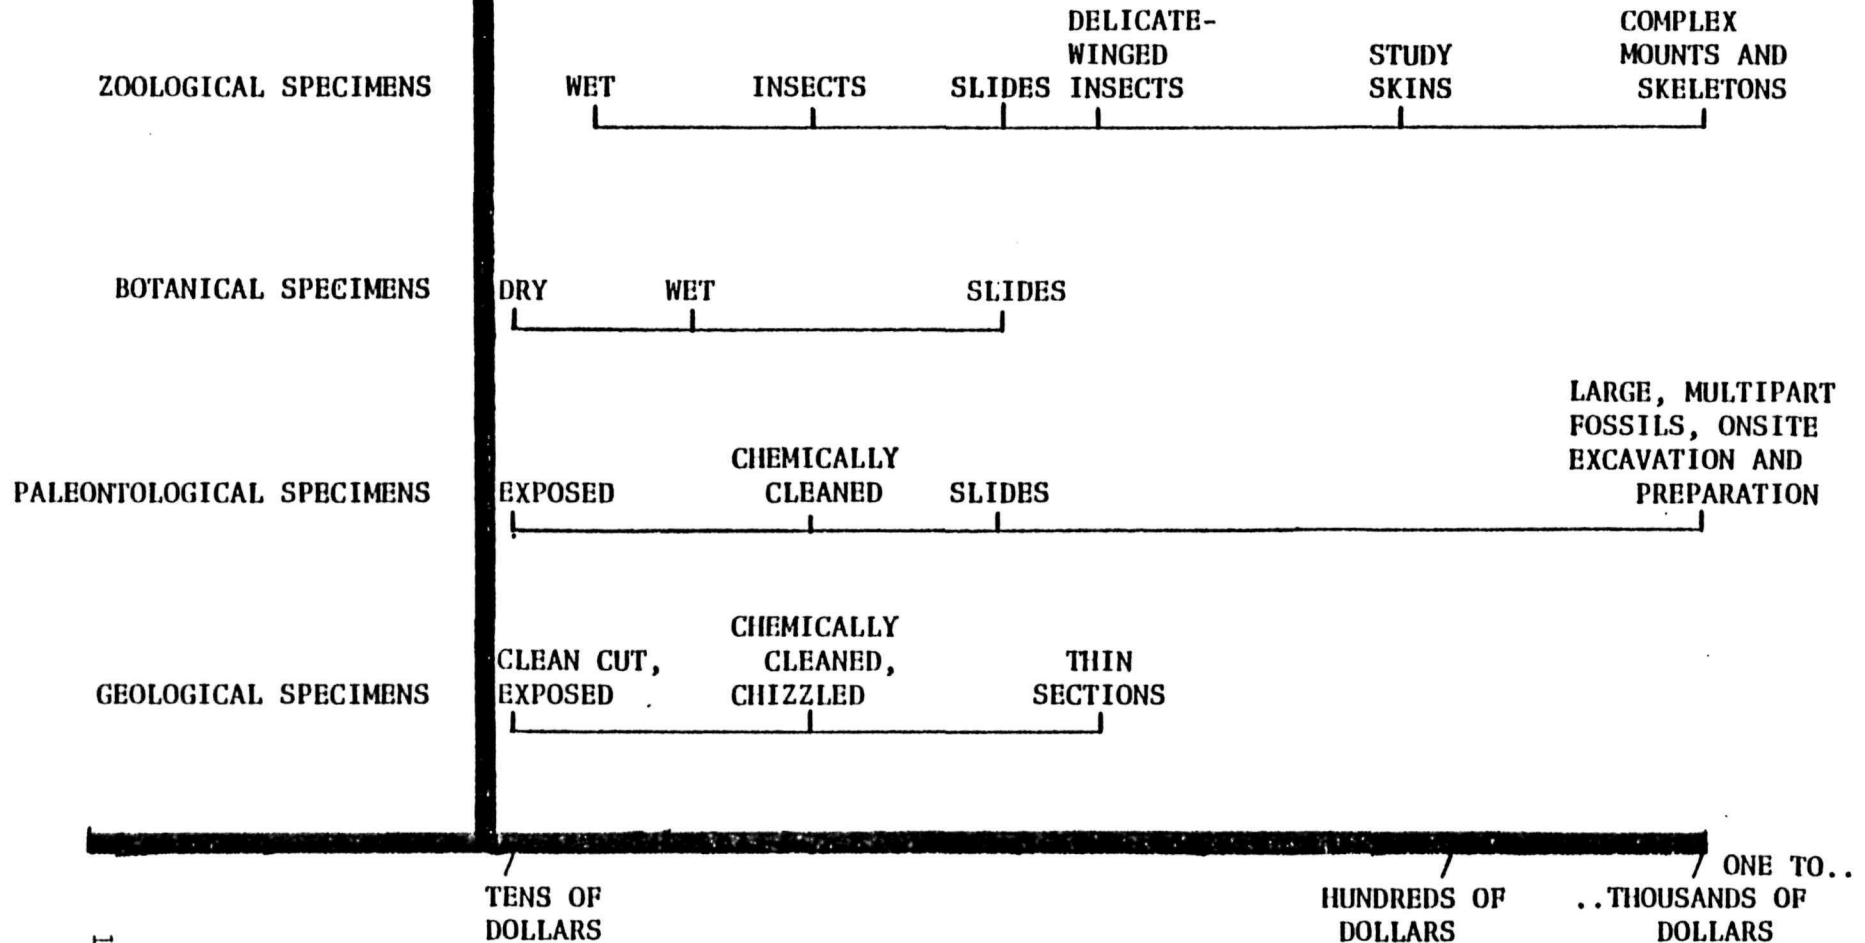 DELICATE- COMPLEX
WINGED STUDY MOUNTS AND
ZOOLOGICAL SPECIMENS WET INSECTS SLIDES INSECTS SKINS SKELETONS
BOTANICAL SPECIMENS DRY WET SLIDES
LARGE, MULTIPART
FOSSILS, ONSITE
CHEMICALLY EXCAVATION AND
PALEONTOLOGICAL SPECIMENS EXPOSED CLEANED SLIDES PREPARATION
CHEMICALLY
CLEAN CUT, CLEANED, THIN
GEOLOGICAL SPECIMENS EXPOSED CHIZZLED SECTIONS
ONE TO..
TENS OF HUNDREDS OF ..THOUSANDS OF
DOLLARS DOLLARS DOLLARS